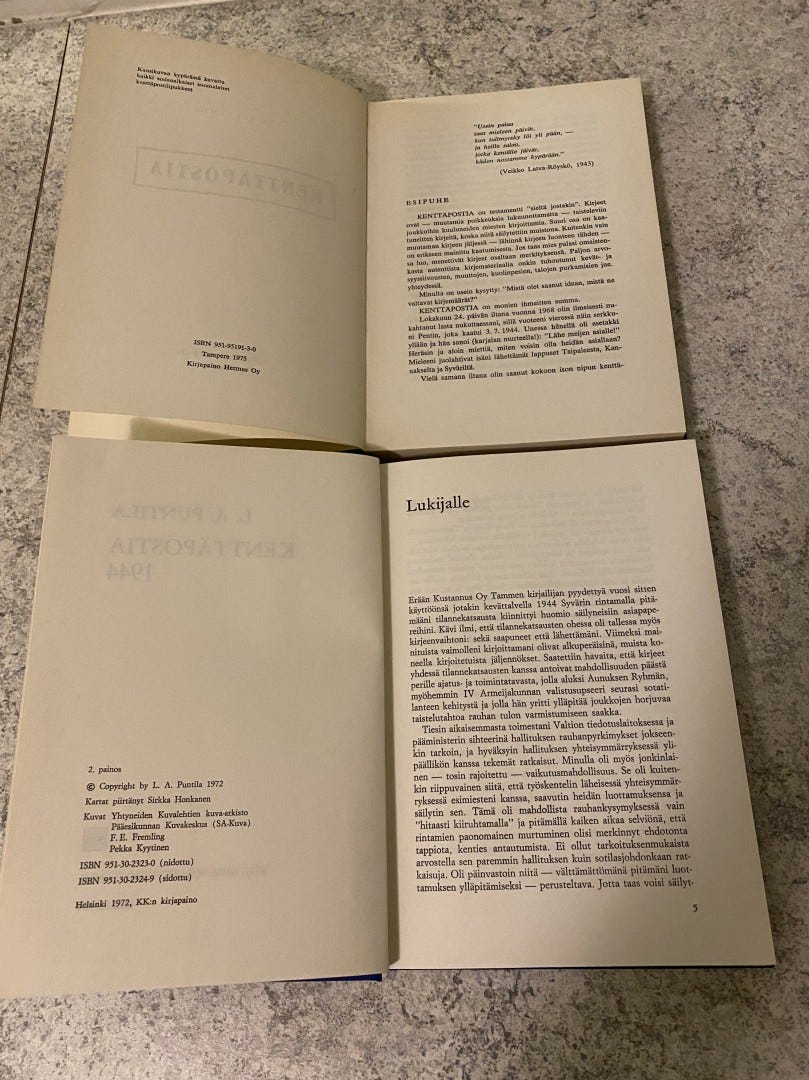 Kansikuvan kypärässä kuvattu
kaikki sodanaikaiset suomalaiset
kenttäpostilipukkeet
KENTTÄPOSTIA
ISBN 951-95191-3-0
Tampere 1975
Kirjapaino Hermes Oy
"Usein palaa
taas mieleen päivät,
kun tulimyrsky löi yli pään, —
ja heille salaa,
jotka kentälle jäivät,
käden nostamme kypärään."
(Veikko Latva-Röyskö, 1943)
ESIPUHE
KENTTÄPOSTIA on testamentti "sieltä jostakin". Kirjeet
ovat — muutamia poikkeuksia lukuunottamatta — taisteleviin
joukkoihin kuuluneiden miesten kirjoittamia. Suuri osa on kaa-
tuneitten kirjeitä, koska niitä säilytettiin muistona. Kuitenkin vain
muutaman kirjeen jäljessä — lähinnä kirjeen luonteen tähden —
on erikseen mainittu kaatumisesta. Jos taas mies palasi omaisten-
sa luo, menettivät kirjeet osaltaan merkityksensä. Paljon arvo-
kasta autenttista kirjemateriaalia onkin tuhoutunut kevät- ja
syyssiivousten, muuttojen, kuolinpesien, talojen purkamisien jne.
yhteydessä.
Minulta on usein kysytty: "Mistä olet saanut idean, mistä ne
valtavat kirjemäärät?"
KENTTÄPOSTIA on monien ihmeitten summa.
Lokakuun 24. päivän iltana vuonna 1968 olin ilmeisesti nu-
kahtanut lasta nukuttaessani, sillä vuoteeni vieressä näin serkku-
ni Pentin, joka kaatui 3.7.1944. Unessa hänellä oli asetakki
yllään ja hän sanoi (karjalan murteella!): "Lähe meijen asialle!"
Heräsin ja aloin miettiä, miten voisin olla heidän asiallaan?
Mieleeni juolahtivat isäni lähettämät lappuset Taipaleesta, Kan-
nakselta ja Syväriltä.
Vielä samana iltana olin saanut kokoon ison nipun kenttä-
L. A. PUNTILA
KENTTÄPOSTIA
1944
2. painos
© Copyright by L. A. Puntila 1972
Kartat piirtänyt Sirkka Honkanen
Kuvat Yhtyneiden Kuvalehtien kuva-arkisto
Pääesikunnan Kuvakeskus (SA-Kuva)
F. E. Fremling
Pekka Kyytinen
ISBN 951-30-2323-0 (nidottu)
ISBN 951-30-2324-9 (sidottu)
Helsinki 1972, KK:n kirjapaino
Lukijalle
Erään Kustannus Oy Tammen kirjailijan pyydettyä vuosi sitten
käyttöönsä jotakin kevättalvella 1944 Syvärin rintamalla pitä-
määni tilannekatsausta kiinnittyi huomio säilyneisiin asiapape-
reihini. Kävi ilmi, että tilannekatsausten ohessa oli tallessa myös
kirjeenvaihtoni: sekä saapuneet että lähettämäni. Viimeksi mai-
nituista vaimolleni kirjoittamani olivat alkuperäisinä, muista ko-
neella kirjoitetuista jäljennökset. Saatettiin havaita, että kirjeet
yhdessä tilannekatsausten kanssa antoivat mahdollisuuden päästä
perille ajatus- ja toimintatavasta, jolla aluksi Aunuksen Ryhmän,
myöhemmin IV Armeijakunnan valistusupseeri seurasi sotati-
lanteen kehitystä ja jolla hän yritti ylläpitää joukkojen horjuvaa
taistelutahtoa rauhan tulon varmistumiseen saakka.
Tiesin aikaisemmasta toimestani Valtion tiedotuslaitoksessa ja
pääministerin sihteerinä hallituksen rauhanpyrkimykset jokseen-
kin tarkoin, ja hyväksyin hallituksen yhteisymmärryksessä yli-
päällikön kanssa tekemät ratkaisut. Minulla oli myös jonkinlai-
nen — tosin rajoitettu — vaikutusmahdollisuus. Se oli kuiten-
kin riippuvainen siitä, että työskentelin läheisessä yhteisymmär-
ryksessä esimiesteni kanssa, saavutin heidän luottamuksensa ja
säilytin sen. Tämä oli mahdollista rauhankysymyksessä vain
"hitaasti kiiruhtamalla" ja pitämällä kaiken aikaa selviönä, että
rintamien paonomainen murtuminen olisi merkinnyt ehdotonta
tappiota, kenties antautumista. Ei ollut tarkoituksenmukaista
arvostella sen paremmin hallituksen kuin sotilasjohdonkaan rat-
kaisuja. Oli päinvastoin niitä — välttämättömänä pitämäni luot-
tamuksen ylläpitämiseksi — perusteltava. Jotta taas voisi säilyt-
5